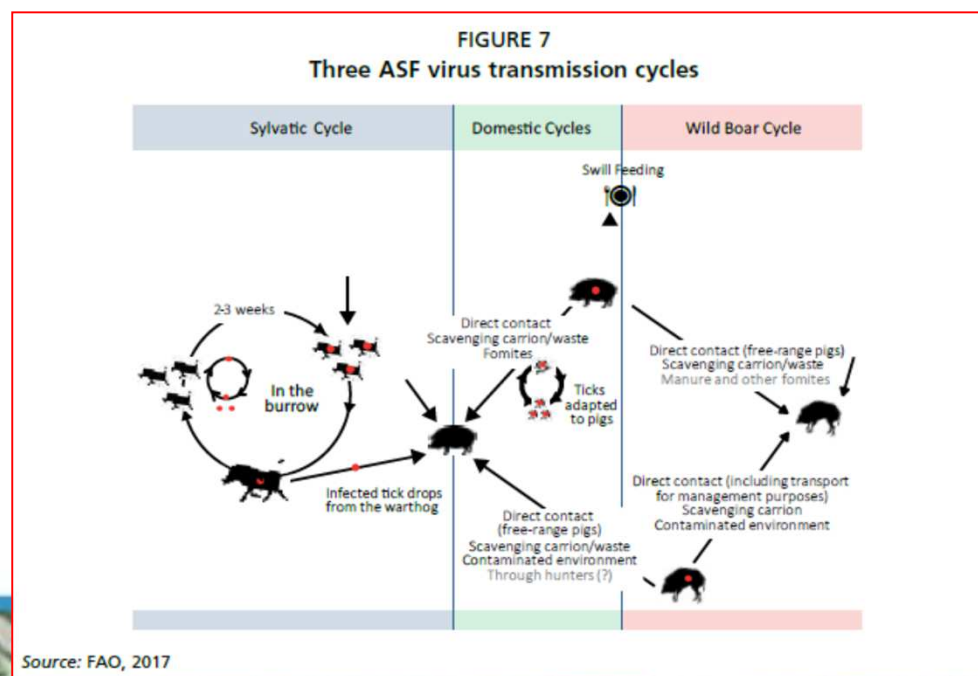 FIGURE 7
Three ASF virus transmission cycles
Sylvatic Cycle
Domestic Cycles
Wild Boar Cycle
Swill Feeding
2-3 weeks
In the
burrow
Infected tick drops
from the warthog
Direct contact
Scavenging carrion/waste
Fomites
Ticks
adapted
to pigs
Direct contact (free-range pigs)
Scavenging carrion/waste
Manure and other fomites
Direct contact
(free-range pigs)
Scavenging carrion/waste
Contaminated environment
Through hunters (?)
Direct contact (including transport
for management purposes)
Scavenging carrion
Contaminated environment
Source: FAO, 2017